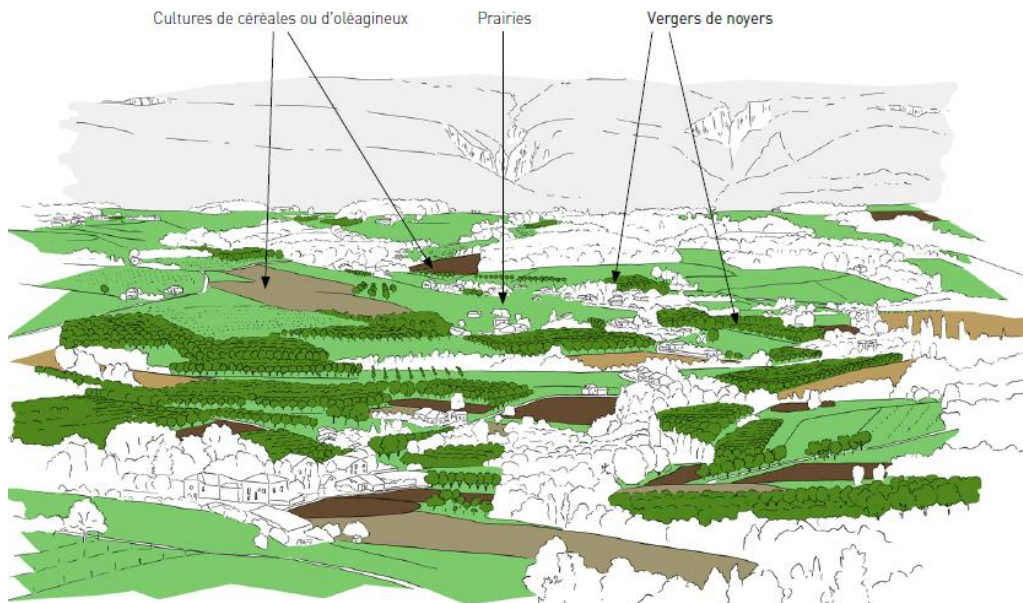 Cultures de céréales ou d'oléagineux
Prairies
Vergers de noyers